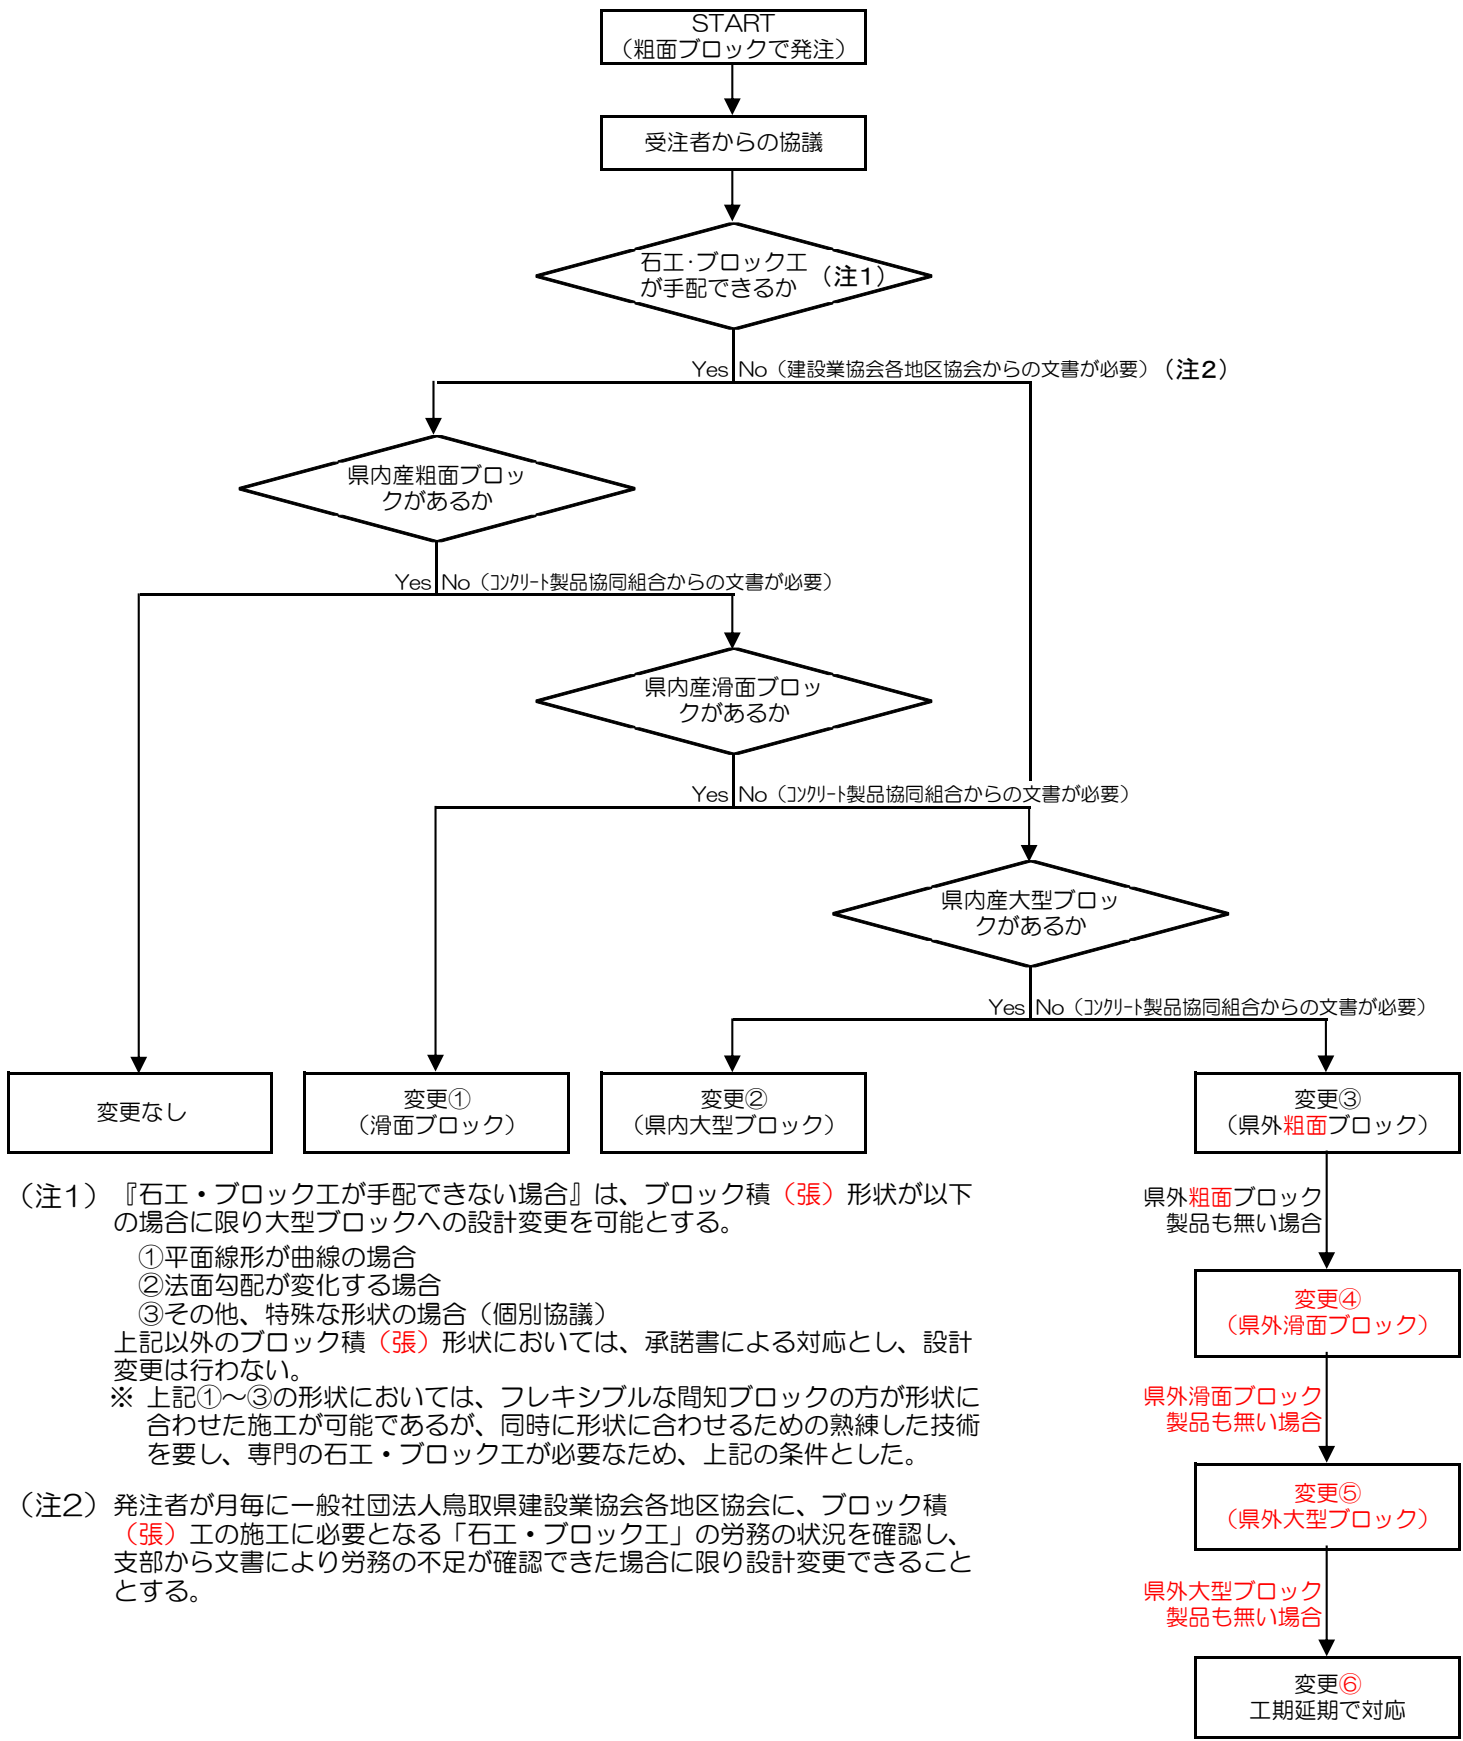 START
（粗面ブロックで発注）
受注者からの協議
石工･ブロック工
が手配できるか
（注1）
Yes
No（建設業協会各地区協会からの文書が必要）（注2）
県内産粗面ブロッ
クがあるか
Yes
No（ｺﾝｸﾘｰﾄ製品協同組合からの文書が必要）
県内産滑面ブロッ
クがあるか
Yes
No（ｺﾝｸﾘｰﾄ製品協同組合からの文書が必要）
県内産大型ブロッ
クがあるか
Yes
No（ｺﾝｸﾘｰﾄ製品協同組合からの文書が必要）
変更なし
変更①
（滑面ブロック）
変更②
（県内大型ブロック）
変更③
（県外粗面ブロック）
県外粗面ブロック
製品も無い場合
変更④
（県外滑面ブロック）
県外滑面ブロック
製品も無い場合
変更⑤
（県外大型ブロック）
県外大型ブロック
製品も無い場合
変更⑥
工期延期で対応
（注1）『石工・ブロック工が手配できない場合』は、ブロック積（張）形状が以下
の場合に限り大型ブロックへの設計変更を可能とする。
①平面線形が曲線の場合
②法面勾配が変化する場合
③その他、特殊な形状の場合（個別協議）
上記以外のブロック積（張）形状においては、承諾書による対応とし、設計
変更は行わない。
※ 上記①～③の形状においては、フレキシブルな間知ブロックの方が形状に
合わせた施工が可能であるが、同時に形状に合わせるための熟練した技術
を要し、専門の石工・ブロック工が必要なため、上記の条件とした。
（注2）発注者が月毎に一般社団法人鳥取県建設業協会各地区協会に、ブロック積
（張）工の施工に必要となる「石工・ブロック工」の労務の状況を確認し、
支部から文書により労務の不足が確認できた場合に限り設計変更できること
とする。